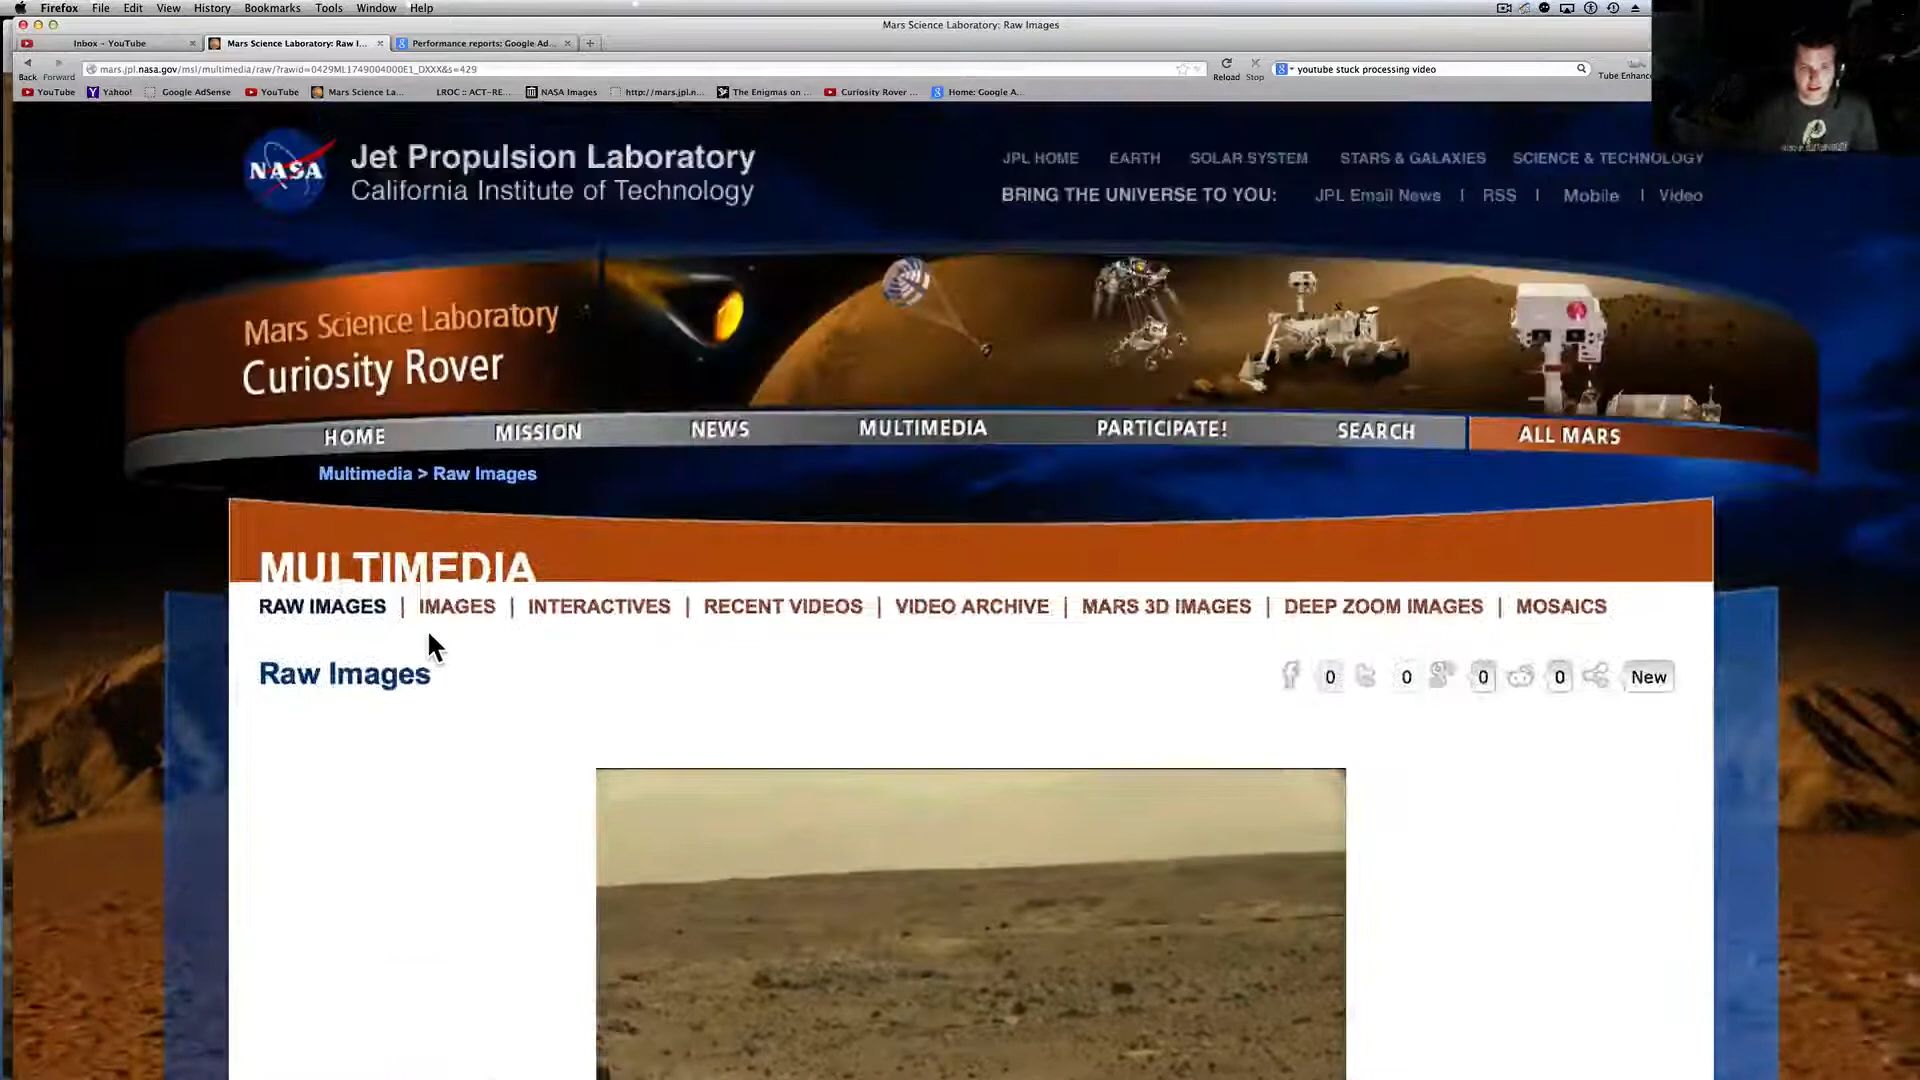 Firefox File Edit View History Bookmarks Tools Window Help
Mars Science Laboratory: Raw Images
Inbox - YouTube
Mars Science Laboratory: Raw I...
Performance reports: Google Ad...
Back Forward
mars.jpl.nasa.gov/msl/multimedia/raw/?rawid=0429ML1749004000E1_DXXX&s=429
Reload Stop
youtube stuck processing video
Tube Enhance
YouTube
Yahoo!
Google AdSense
YouTube
Mars Science La...
LROC :: ACT-RE...
NASA Images
http://mars.jpl.n...
The Enigmas on ...
Curiosity Rover ...
Home: Google A...
NASA
Jet Propulsion Laboratory
California Institute of Technology
JPL HOME EARTH SOLAR SYSTEM STARS & GALAXIES SCIENCE & TECHNOLOGY
BRING THE UNIVERSE TO YOU: JPL Email News | RSS | Mobile | Video
Mars Science Laboratory
Curiosity Rover
HOME MISSION NEWS MULTIMEDIA PARTICIPATE! SEARCH ALL MARS
Multimedia > Raw Images
MULTIMEDIA
RAW IMAGES | IMAGES | INTERACTIVES | RECENT VIDEOS | VIDEO ARCHIVE | MARS 3D IMAGES | DEEP ZOOM IMAGES | MOSAICS
Raw Images
0 0 0 0 New